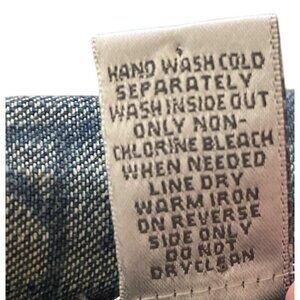 HAND WASH COLD
SEPARATELY
WASH INSIDE OUT
ONLY NON-
CHLORINE BLEACH
WHEN NEEDED
LINE DRY
WARM IRON
ON REVERSE
SIDE ONLY
DO NOT
DRYCLEAN